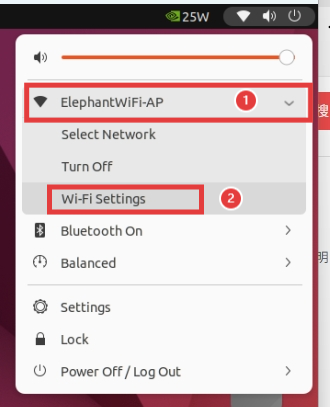 25W
ElephantWiFi-AP 1
Select Network
Turn Off
Wi-Fi Settings 2
Bluetooth On
Balanced
Settings
Lock
Power Off / Log Out
搜
明